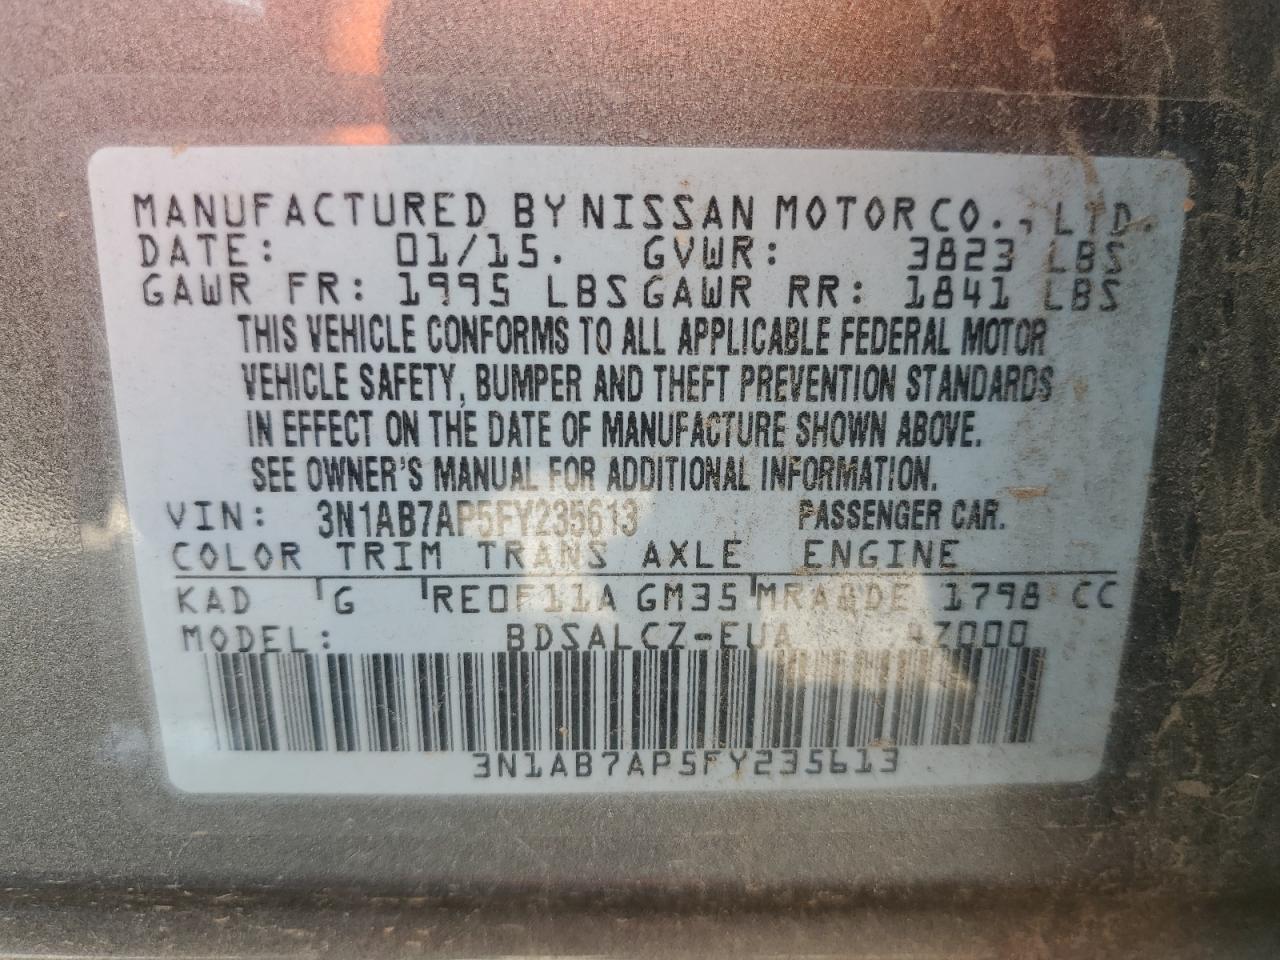 MANUFACTURED BY NISSAN MOTOR CO., LTD.
DATE: 01/15. GVWR: 3823 LBS
GAWR FR: 1995 LBS GAWR RR: 1841 LBS
THIS VEHICLE CONFORMS TO ALL APPLICABLE FEDERAL MOTOR
VEHICLE SAFETY, BUMPER AND THEFT PREVENTION STANDARDS
IN EFFECT ON THE DATE OF MANUFACTURE SHOWN ABOVE.
SEE OWNER'S MANUAL FOR ADDITIONAL INFORMATION.
VIN: 3N1AB7AP5FY235613 PASSENGER CAR.
COLOR TRIM TRANS AXLE ENGINE
KAD G RE0F11A GM35 MRA8DE 1798 CC
MODEL: BDSALCZ-EUA
3N1AB7AP5FY235613